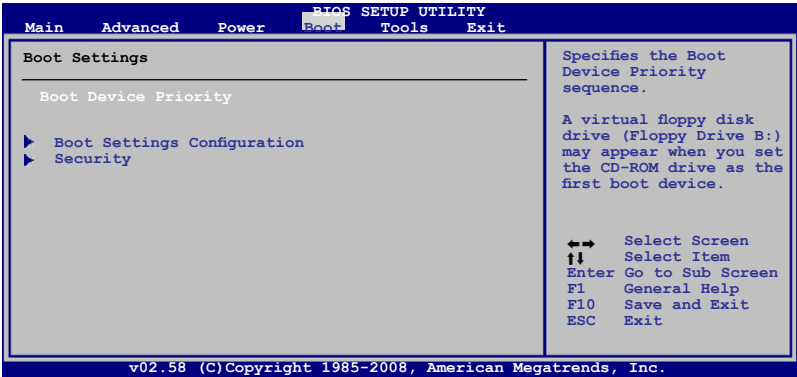 BIOS SETUP UTILITY
Main Advanced Power Boot Tools Exit
Boot Settings
Boot Device Priority
Boot Settings Configuration
Security
Specifies the Boot
Device Priority
sequence.
A virtual floppy disk
drive (Floppy Drive B:)
may appear when you set
the CD-ROM drive as the
first boot device.
Select Screen
Select Item
Enter Go to Sub Screen
F1 General Help
F10 Save and Exit
ESC Exit
v02.58 (C)Copyright 1985-2008, American Megatrends, Inc.